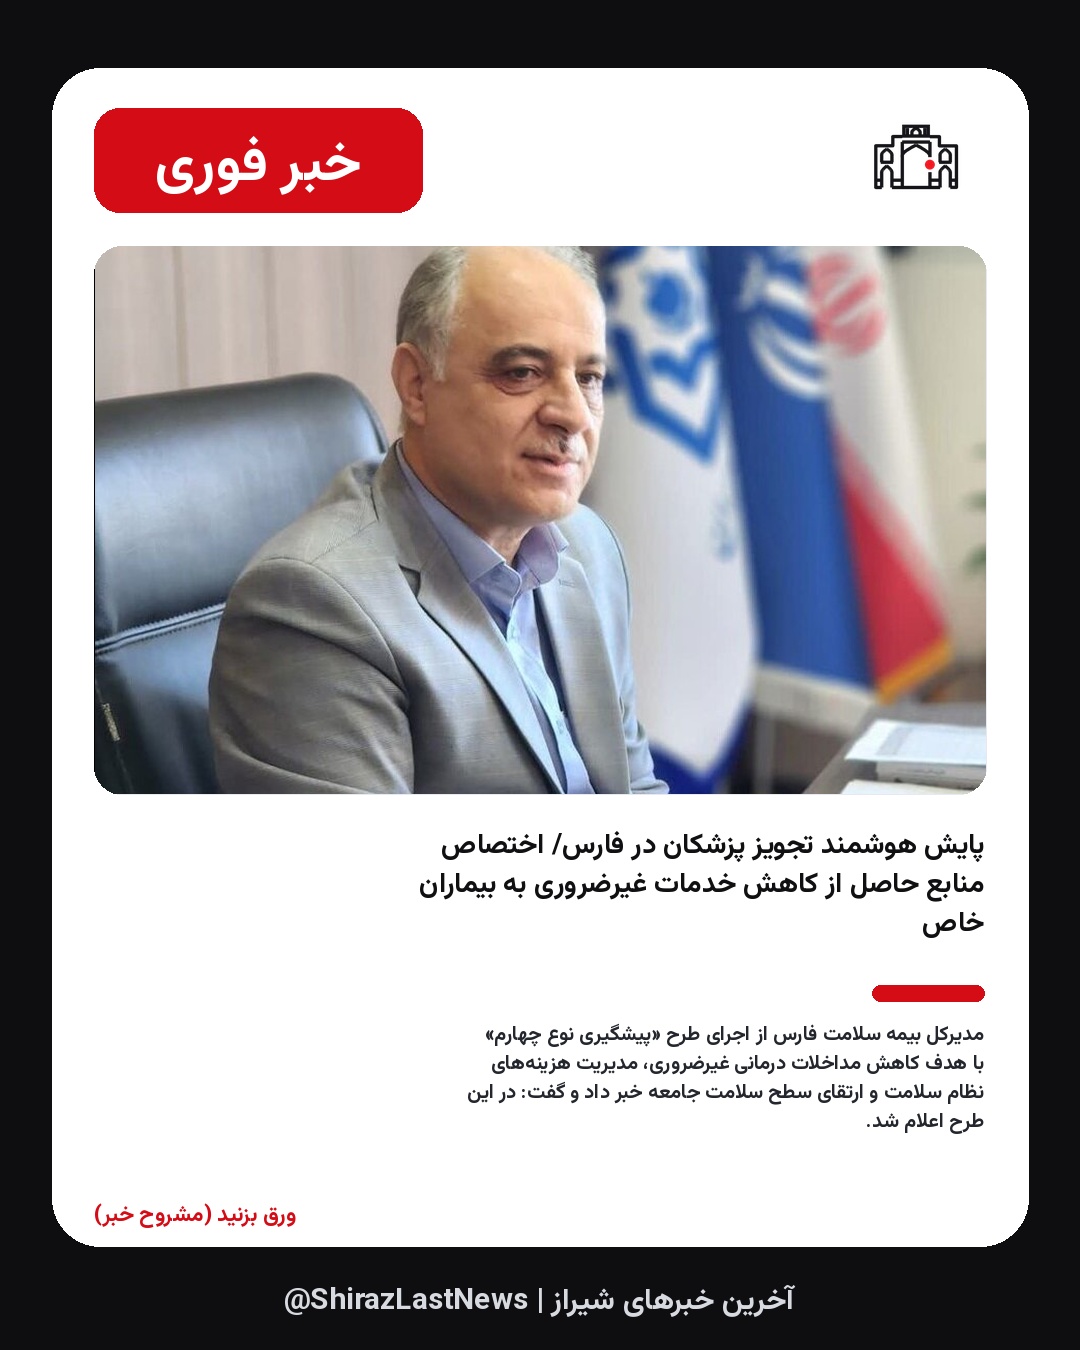 خبر فوری
پایش هوشمند تجویز پزشکان در فارس/ اختصاص
منابع حاصل از کاهش خدمات غیرضروری به بیماران
خاص
مدیرکل بیمه سلامت فارس از اجرای طرح «پیشگیری نوع چهارم»
با هدف کاهش مداخلات درمانی غیرضروری، مدیریت هزینه‌های
نظام سلامت و ارتقای سطح سلامت جامعه خبر داد و گفت: در این
طرح اعلام شد.
ورق بزنید (مشروح خبر)
آخرین خبرهای شیراز | @ShirazLastNews